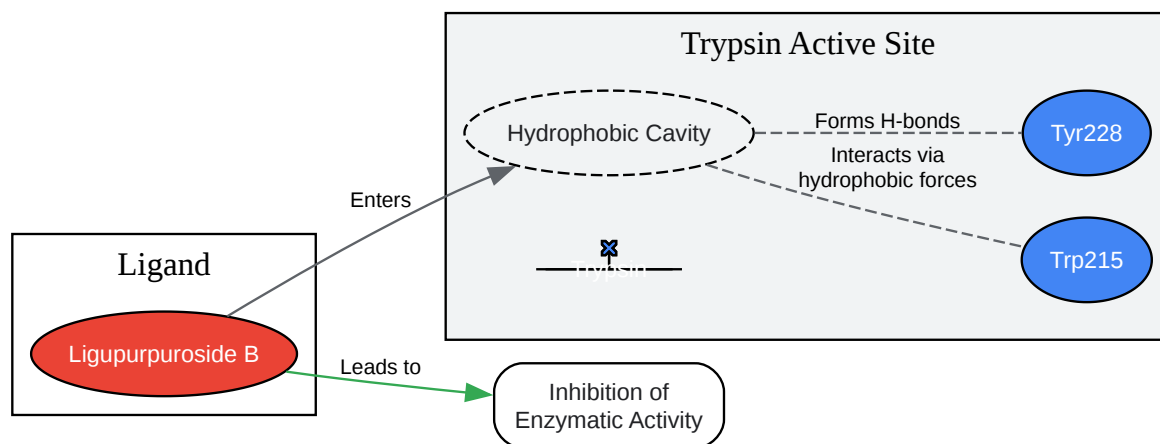 Trypsin Active Site
Hydrophobic Cavity
Forms H-bonds
Tyr228
Interacts via
hydrophobic forces
Enters
Trp215
Trypsin
Ligand
Ligupurpuroside B
Leads to
Inhibition of
Enzymatic Activity